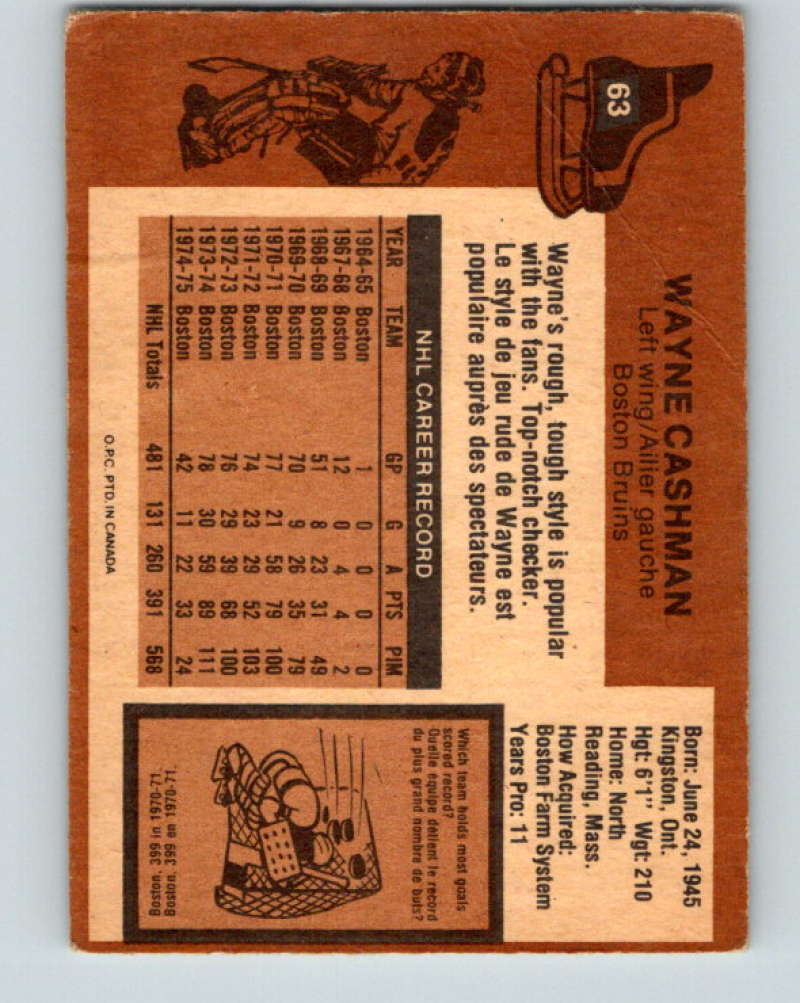 63
WAYNE CASHMAN
Left wing/Ailier gauche
Boston Bruins
Wayne's rough, tough style is popular
with the fans. Top-notch checker.
Le style de jeu rude de Wayne est
populaire auprès des spectateurs.
NHL CAREER RECORD
YEAR TEAM GP G A PTS PIM
1964-65 Boston 1 0 0 0 0
1967-68 Boston 12 0 4 4 2
1968-69 Boston 51 8 23 31 49
1969-70 Boston 70 9 26 35 79
1970-71 Boston 77 21 58 79 100
1971-72 Boston 74 23 29 52 103
1972-73 Boston 76 29 39 68 100
1973-74 Boston 78 30 59 89 111
1974-75 Boston 42 11 22 33 24
NHL Totals 481 131 260 391 568
O.P.C. PTD. IN CANADA
Born: June 24, 1945
Kingston, Ont.
Hgt: 6'1" Wgt: 210
Home: North
Reading, Mass.
How Acquired:
Boston Farm System
Years Pro: 11
Which team holds most goals
scored record?
Quelle équipe détient le record
du plus grand nombre de buts?
Boston, 399 in 1970-71.
Boston, 399 en 1970-
71.